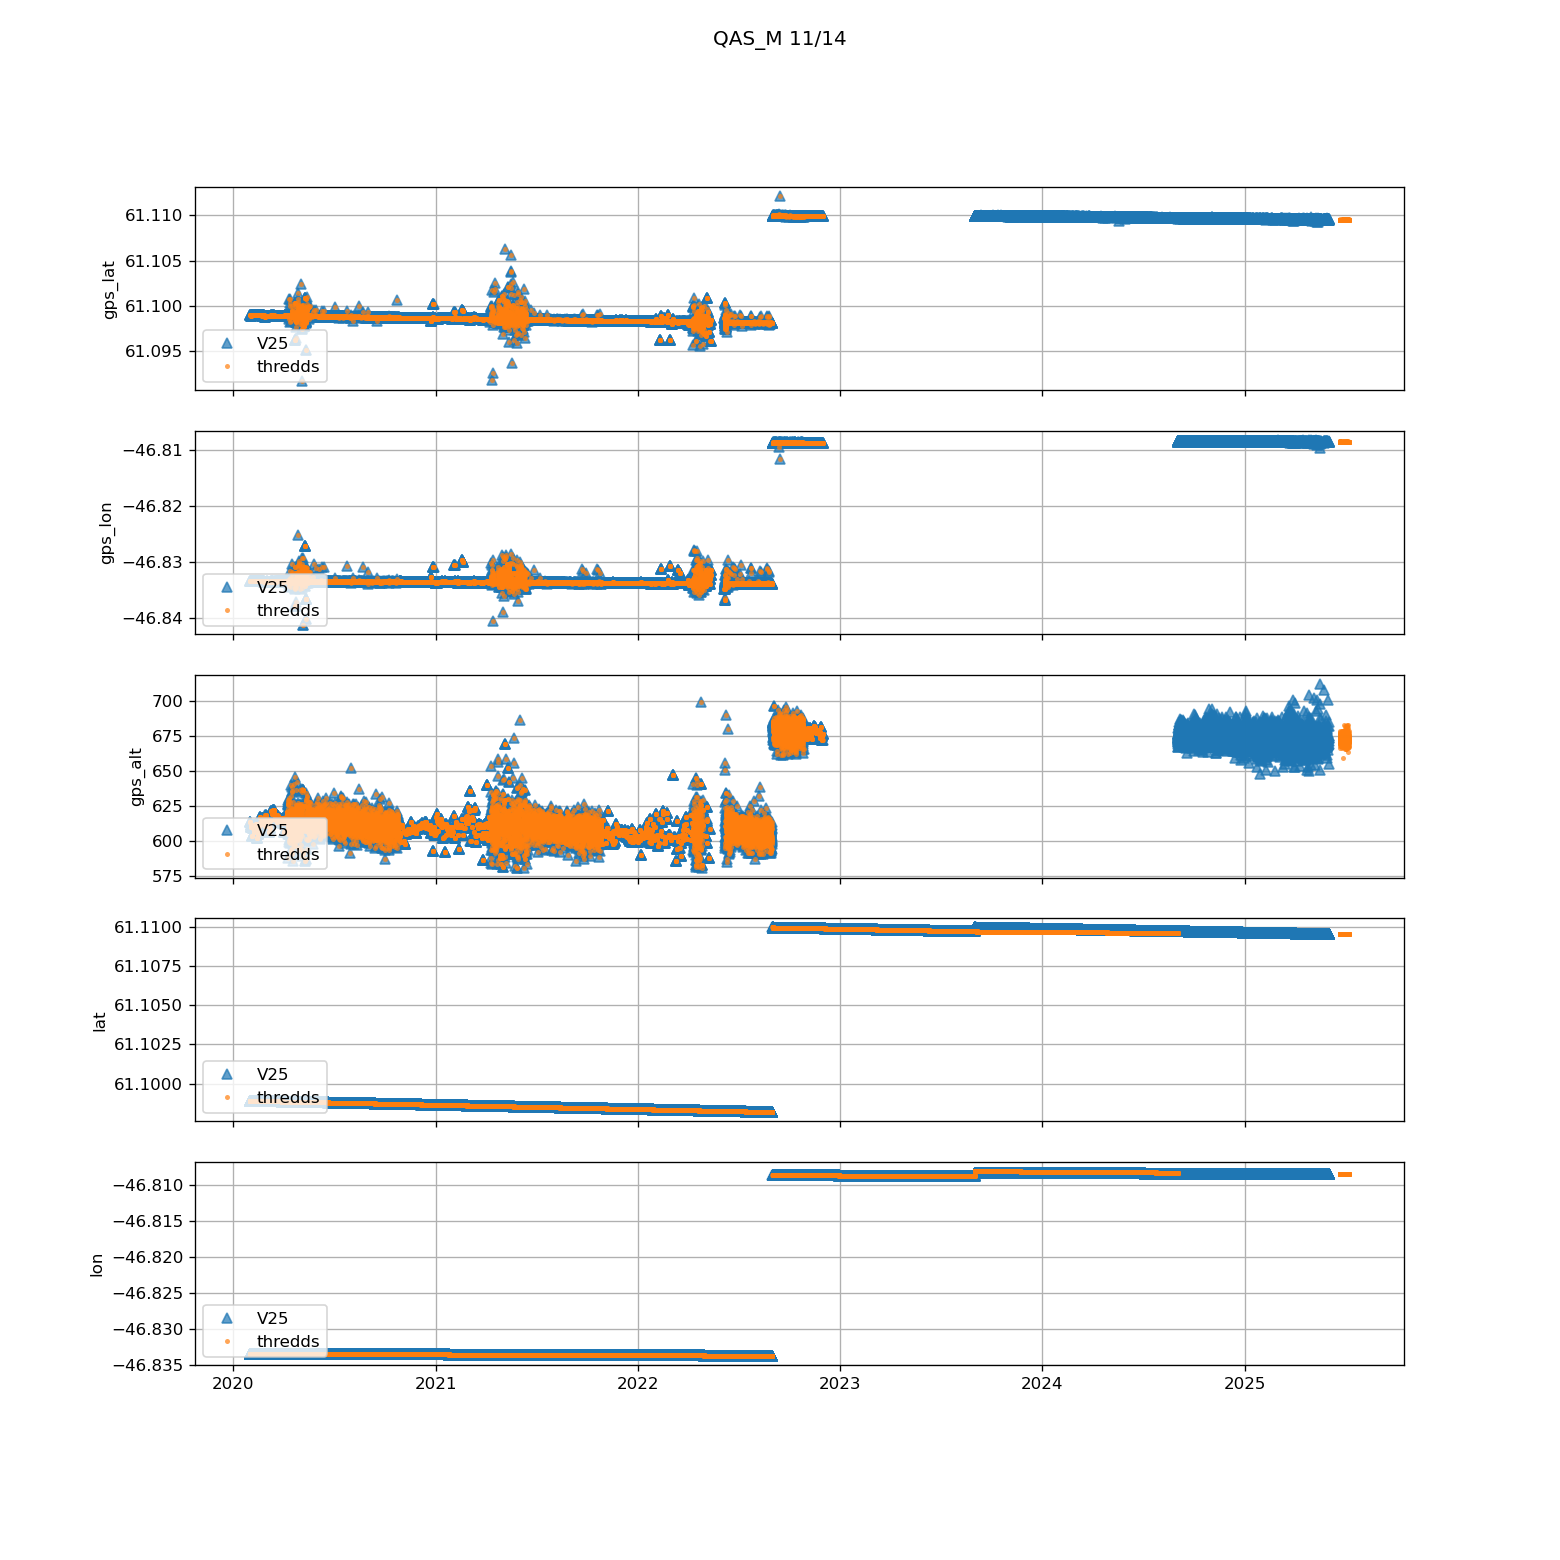 QAS_M 11/14
61.110
61.105
61.100
61.095
gps_lat
V25
thredds
−46.81
−46.82
−46.83
−46.84
gps_lon
V25
thredds
700
675
650
625
600
575
gps_alt
V25
thredds
61.1100
61.1075
61.1050
61.1025
61.1000
lat
V25
thredds
−46.810
−46.815
−46.820
−46.825
−46.830
−46.835
lon
V25
thredds
2020 2021 2022 2023 2024 2025